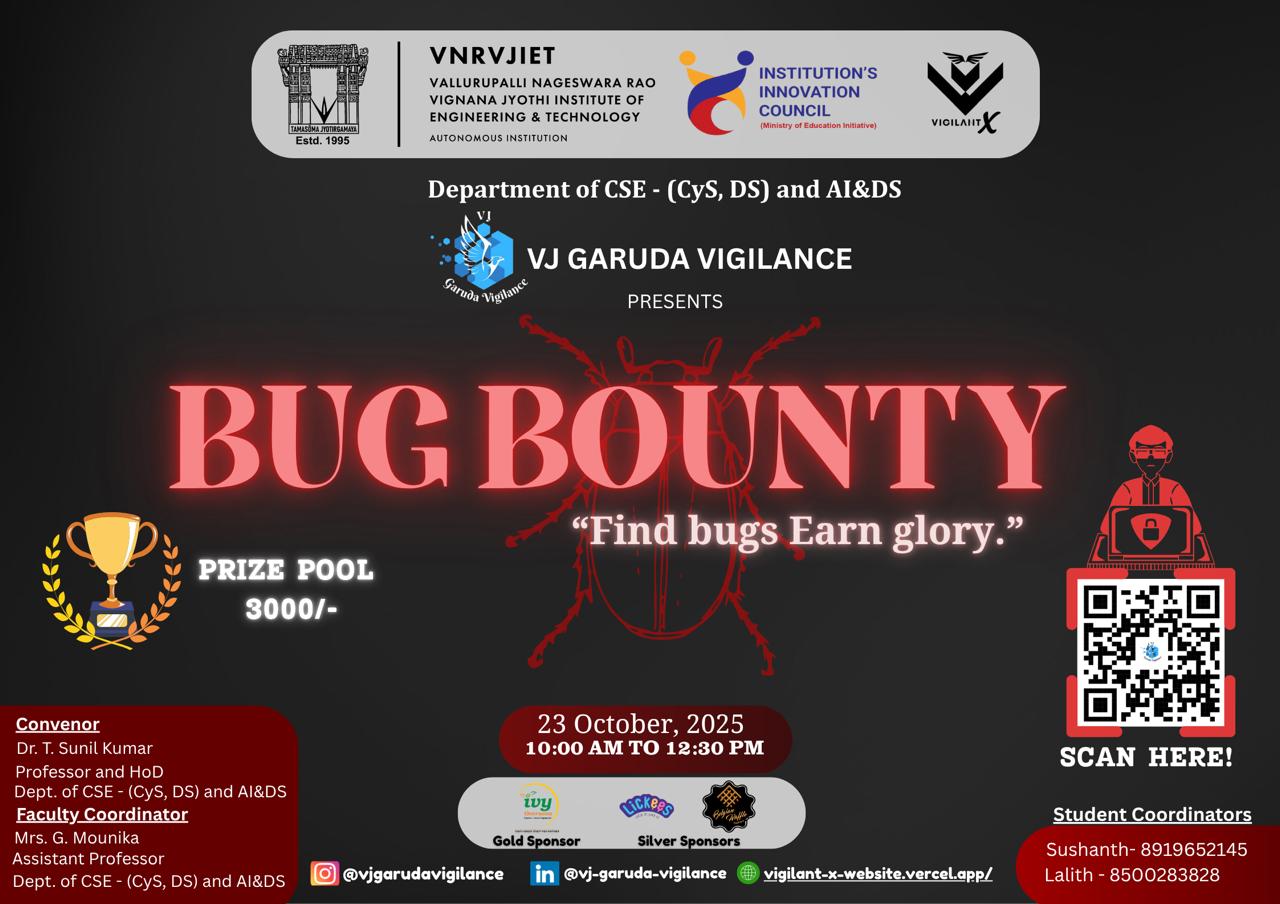 TAMASOMA JYOTIRGAMAYA
Estd. 1995
VNRVJIET
VALLURUPALLI NAGESWARA RAO
VIGNANA JYOTHI INSTITUTE OF
ENGINEERING & TECHNOLOGY
AUTONOMOUS INSTITUTION
INSTITUTION'S
INNOVATION
COUNCIL
(Ministry of Education Initiative)
VIGILANT X
Department of CSE - (CyS, DS) and AI&DS
VJ
Garuda Vigilance
VJ GARUDA VIGILANCE
PRESENTS
BUG BOUNTY
“Find bugs Earn glory.”
PRIZE POOL
3000/-
SCAN HERE!
23 October, 2025
10:00 AM TO 12:30 PM
ivy
LiCKEES
Belgian
Waffle
Gold Sponsor
Silver Sponsors
Convenor
Dr. T. Sunil Kumar
Professor and HoD
Dept. of CSE - (CyS, DS) and AI&DS
Faculty Coordinator
Mrs. G. Mounika
Assistant Professor
Dept. of CSE - (CyS, DS) and AI&DS
@vjgarudavigilance
@vj-garuda-vigilance
vigilant-x-website.vercel.app/
Student Coordinators
Sushanth- 8919652145
Lalith - 8500283828